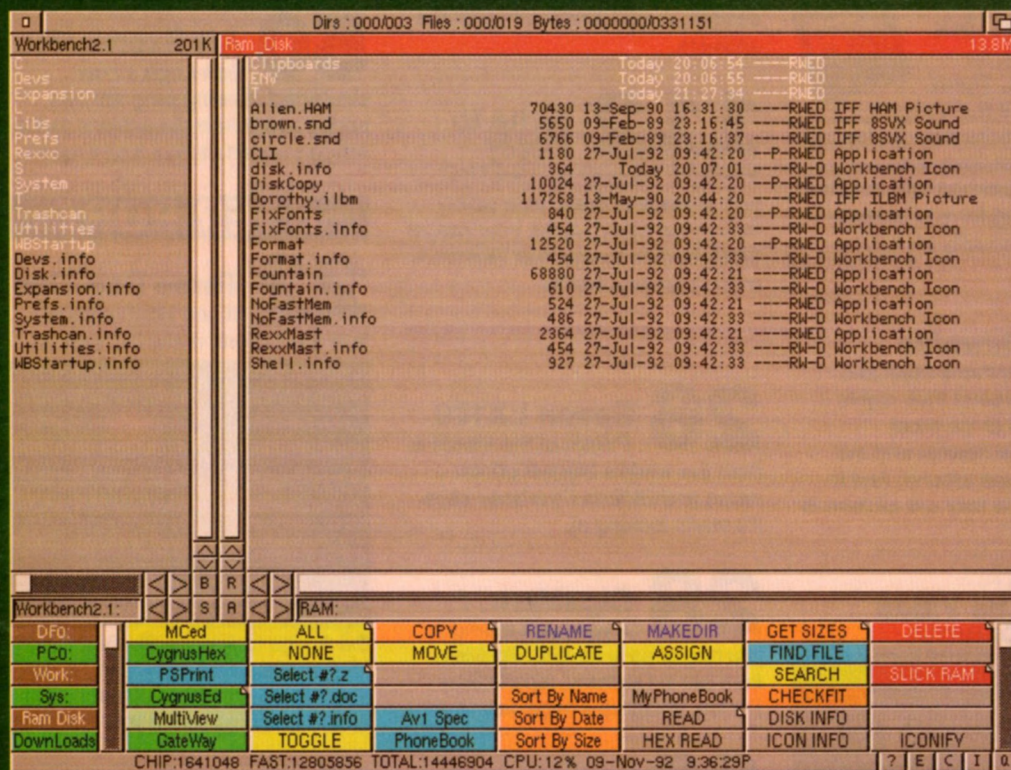 Dirs : 000/003 Files : 000/019 Bytes : 0000000/0331151
Workbench2.1 201K Ram_Disk 13.8M
C
Devs
Expansion
L
Libs
Prefs
Rexxc
S
System
T
Trashcan
Utilities
WBStartup
Devs.info
Disk.info
Expansion.info
Prefs.info
System.info
Trashcan.info
Utilities.info
WBStartup.info
Clipboards Today 20:06:54 ----RWED
ENV Today 20:06:55 ----RWED
T Today 21:27:34 ----RWED
Alien.HAM 70430 13-Sep-90 16:31:30 ----RWED IFF HAM Picture
brown.snd 5650 09-Feb-89 23:16:45 ----RWED IFF 8SVX Sound
circle.snd 6766 09-Feb-89 23:16:37 ----RWED IFF 8SVX Sound
CLI 1180 27-Jul-92 09:42:20 --P-RWED Application
disk.info 364 Today 20:07:01 ----RW-D Workbench Icon
DiskCopy 10024 27-Jul-92 09:42:20 --P-RWED Application
Dorothy.ilbm 117268 13-May-90 20:44:20 ----RWED IFF ILBM Picture
FixFonts 840 27-Jul-92 09:42:20 --P-RWED Application
FixFonts.info 454 27-Jul-92 09:42:33 ----RW-D Workbench Icon
Format 12520 27-Jul-92 09:42:20 --P-RWED Application
Format.info 454 27-Jul-92 09:42:33 ----RW-D Workbench Icon
Fountain 68880 27-Jul-92 09:42:21 ----RWED Application
Fountain.info 610 27-Jul-92 09:42:33 ----RW-D Workbench Icon
NoFastMem 524 27-Jul-92 09:42:21 ----RWED Application
NoFastMem.info 486 27-Jul-92 09:42:33 ----RW-D Workbench Icon
RexxMast 2364 27-Jul-92 09:42:21 ----RWED Application
RexxMast.info 454 27-Jul-92 09:42:33 ----RW-D Workbench Icon
Shell.info 927 27-Jul-92 09:42:33 ----RW-D Workbench Icon
B R
Workbench2.1: S A RAM:
DF0: MCed ALL COPY RENAME MAKEDIR GET SIZES DELETE
PC0: CygnusHex NONE MOVE DUPLICATE ASSIGN FIND FILE
Work: PSPrint Select #?.z SEARCH SLICK RAM
Sys: CygnusEd Select #?.doc Sort By Name MyPhoneBook CHECKFIT
Ram Disk MultiView Select #?.info Av1 Spec Sort By Date READ DISK INFO
DownLoads GateWay TOGGLE PhoneBook Sort By Size HEX READ ICON INFO ICONIFY
CHIP:1641048 FAST:12805856 TOTAL:14446904 CPU:12% 09-Nov-92 9:36:29P ? E C I Q